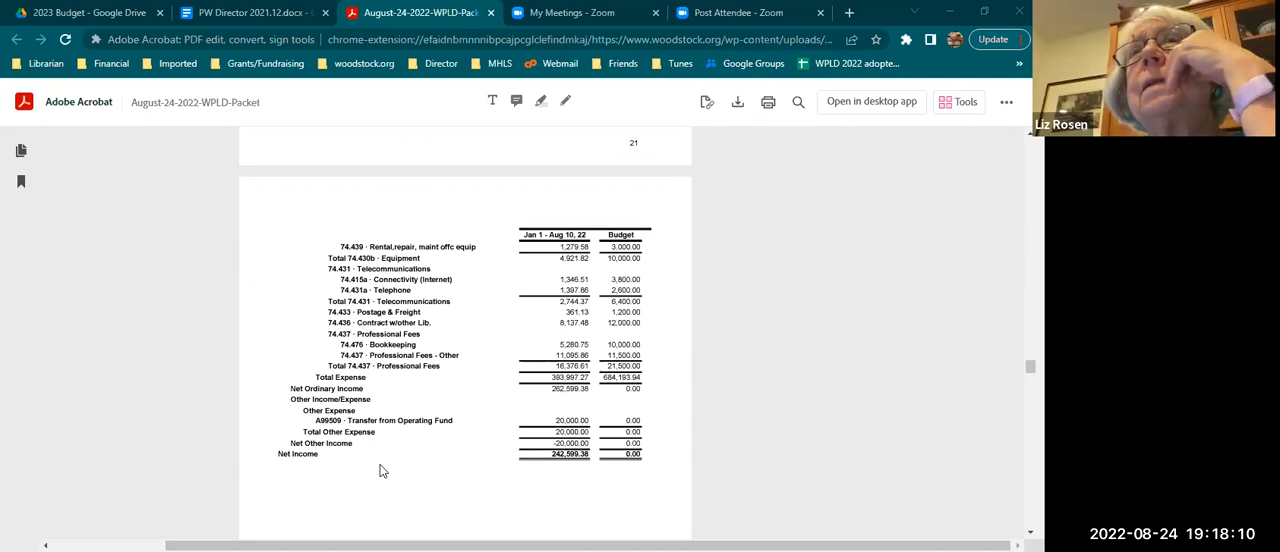 2023 Budget - Google Drive
PW Director 2021.12.docx -
August-24-2022-WPLD-Pack
My Meetings - Zoom
Post Attendee - Zoom
Adobe Acrobat: PDF edit, convert, sign tools | chrome-extension://efaidnbmnnnibpcajpcglclefindmkaj/https://www.woodstock.org/wp-content/uploads/...
Update
Librarian Financial Imported Grants/Fundraising woodstock.org Director MHLS Webmail Friends Tunes Google Groups WPLD 2022 adopte... »
Adobe Acrobat August-24-2022-WPLD-Packet
Open in desktop app
Tools
Liz Rosen
21
Jan 1 - Aug 10, 22 Budget
74.439 · Rental,repair, maint offc equip 1,279.58 3,000.00
Total 74.430b · Equipment 4,921.82 10,000.00
74.431 · Telecommunications
74.415a · Connectivity (Internet) 1,346.51 3,800.00
74.431a · Telephone 1,397.86 2,600.00
Total 74.431 · Telecommunications 2,744.37 6,400.00
74.433 · Postage & Freight 361.13 1,200.00
74.436 · Contract w/other Lib. 8,137.48 12,000.00
74.437 · Professional Fees
74.476 · Bookkeeping 5,280.75 10,000.00
74.437 · Professional Fees - Other 11,095.86 11,500.00
Total 74.437 · Professional Fees 16,376.61 21,500.00
Total Expense 393,997.27 684,193.94
Net Ordinary Income 262,599.38 0.00
Other Income/Expense
Other Expense
A99509 · Transfer from Operating Fund 20,000.00 0.00
Total Other Expense 20,000.00 0.00
Net Other Income -20,000.00 0.00
Net Income 242,599.38 0.00
2022-08-24 19:18:10